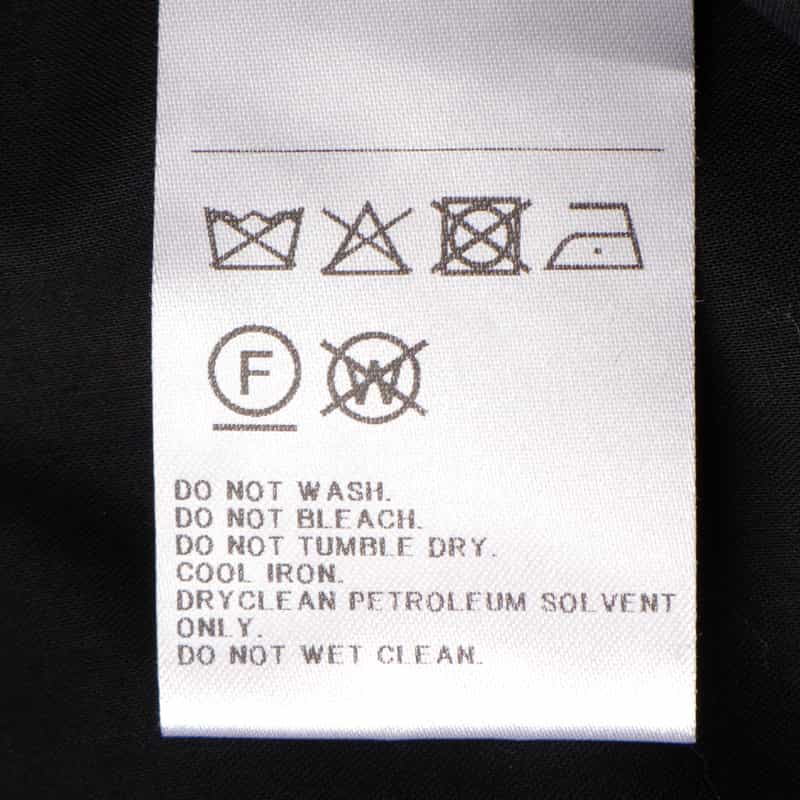 F W
DO NOT WASH.
DO NOT BLEACH.
DO NOT TUMBLE DRY.
COOL IRON.
DRYCLEAN PETROLEUM SOLVENT
ONLY.
DO NOT WET CLEAN.